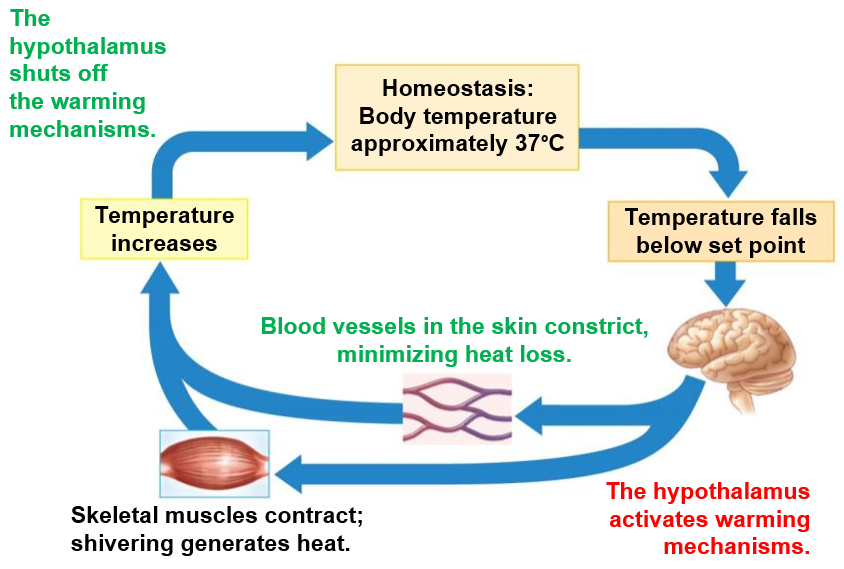 The
hypothalamus
shuts off
the warming
mechanisms.
Homeostasis:
Body temperature
approximately 37°C
Temperature
increases
Temperature falls
below set point
Blood vessels in the skin constrict,
minimizing heat loss.
Skeletal muscles contract;
shivering generates heat.
The hypothalamus
activates warming
mechanisms.